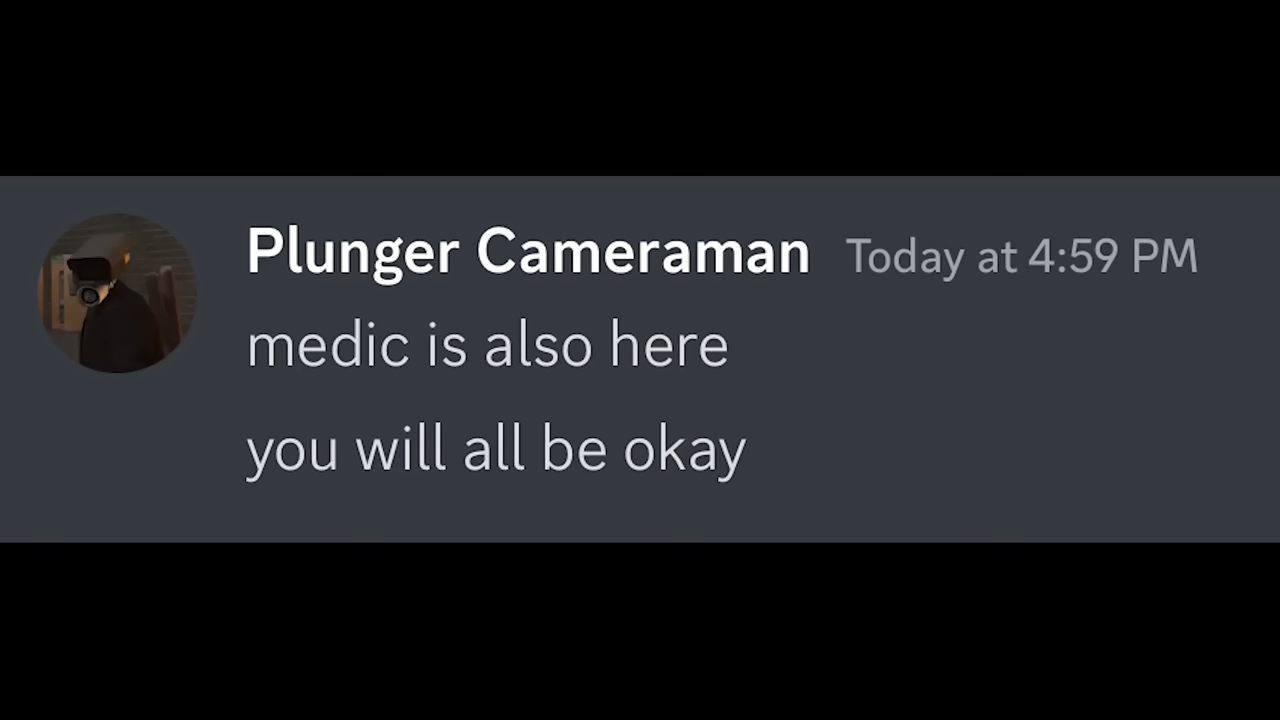 Plunger Cameraman Today at 4:59 PM
medic is also here
you will all be okay